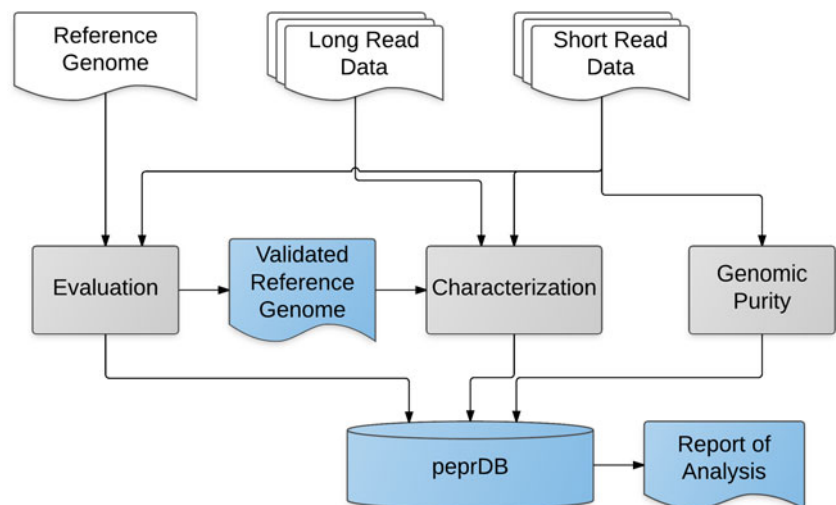 Reference
Genome
Long Read
Data
Short Read
Data
Evaluation
Validated
Reference
Genome
Characterization
Genomic
Purity
peprDB
Report of
Analysis